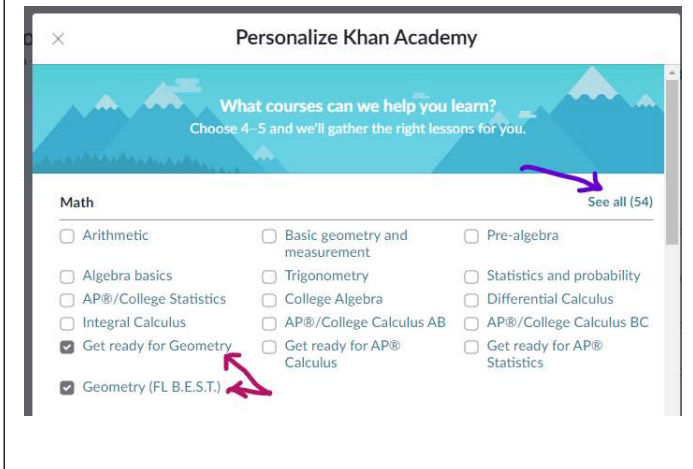 Personalize Khan Academy
What courses can we help you learn?
Choose 4–5 and we'll gather the right lessons for you.
Math See all (54)
Arithmetic
Basic geometry and
measurement
Pre-algebra
Algebra basics
Trigonometry
Statistics and probability
AP®/College Statistics
College Algebra
Differential Calculus
Integral Calculus
AP®/College Calculus AB
AP®/College Calculus BC
Get ready for Geometry
Get ready for AP®
Calculus
Get ready for AP®
Statistics
Geometry (FL B.E.S.T.)